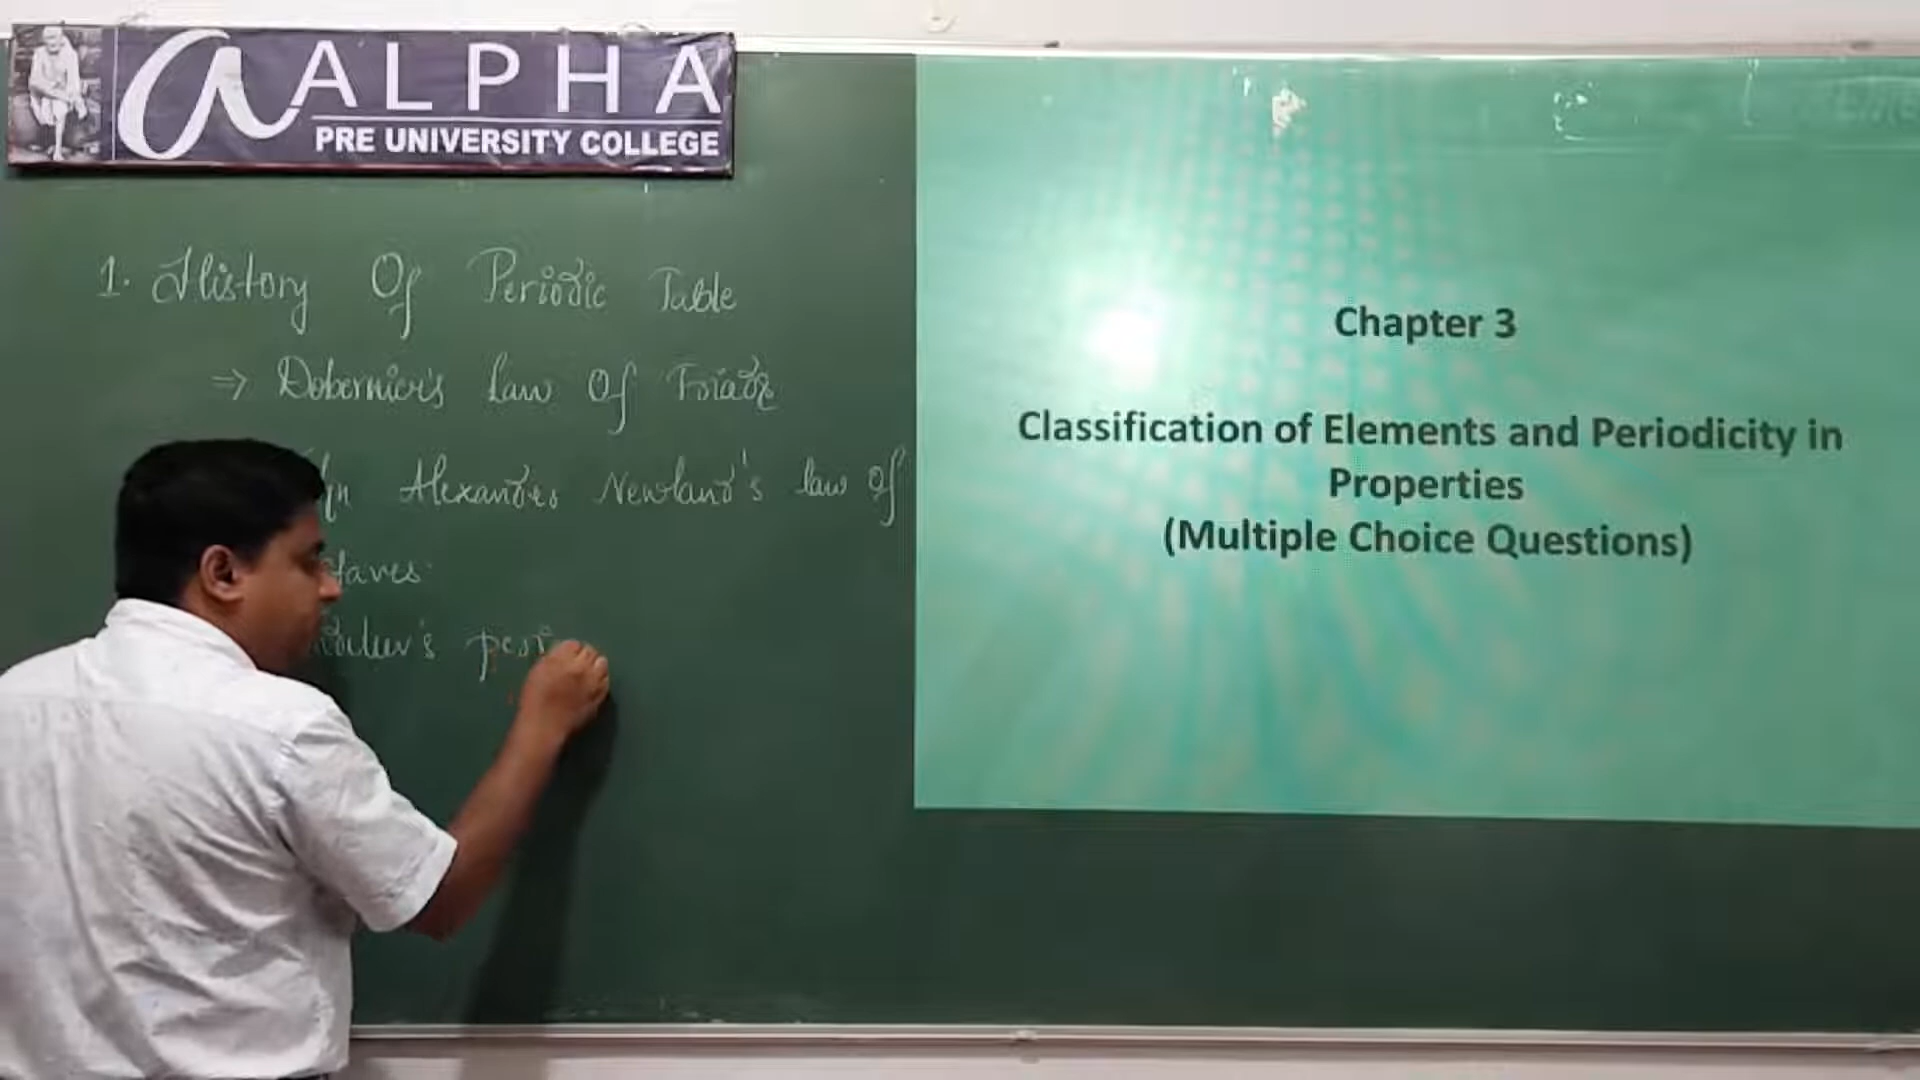 ALPHA
PRE UNIVERSITY COLLEGE
1. History Of Periodic Table
⇒ Dobernier's Law Of Triads
Alexander Newland's law Of
Chapter 3
Classification of Elements and Periodicity in
Properties
(Multiple Choice Questions)